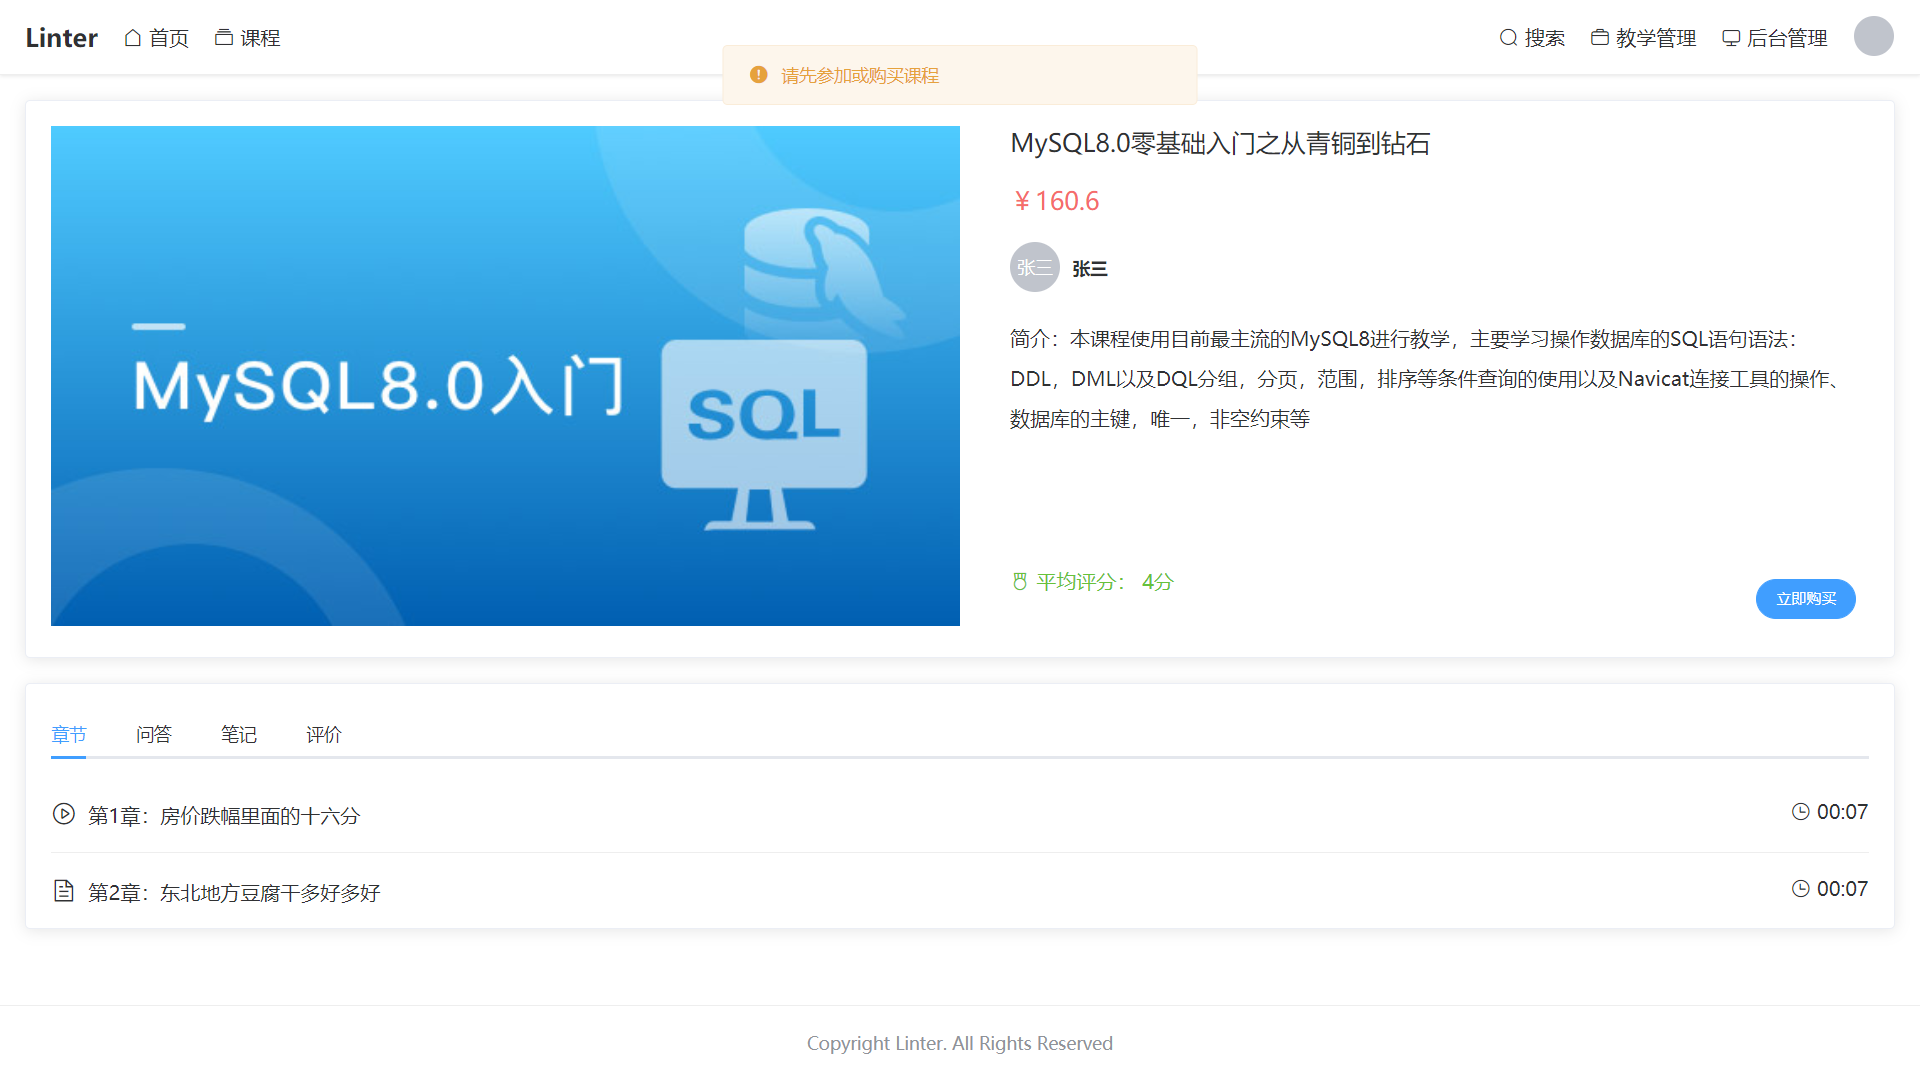 Linter 首页 课程 搜索 教学管理 后台管理
请先参加或购买课程
MySQL8.0入门
SQL
MySQL8.0零基础入门之从青铜到钻石
¥ 160.6
张三 张三
简介：本课程使用目前最主流的MySQL8进行教学，主要学习操作数据库的SQL语句语法：
DDL，DML以及DQL分组，分页，范围，排序等条件查询的使用以及Navicat连接工具的操作、
数据库的主键，唯一，非空约束等
平均评分： 4分
立即购买
章节 问答 笔记 评价
第1章：房价跌幅里面的十六分 00:07
第2章：东北地方豆腐干多好多好 00:07
Copyright Linter. All Rights Reserved